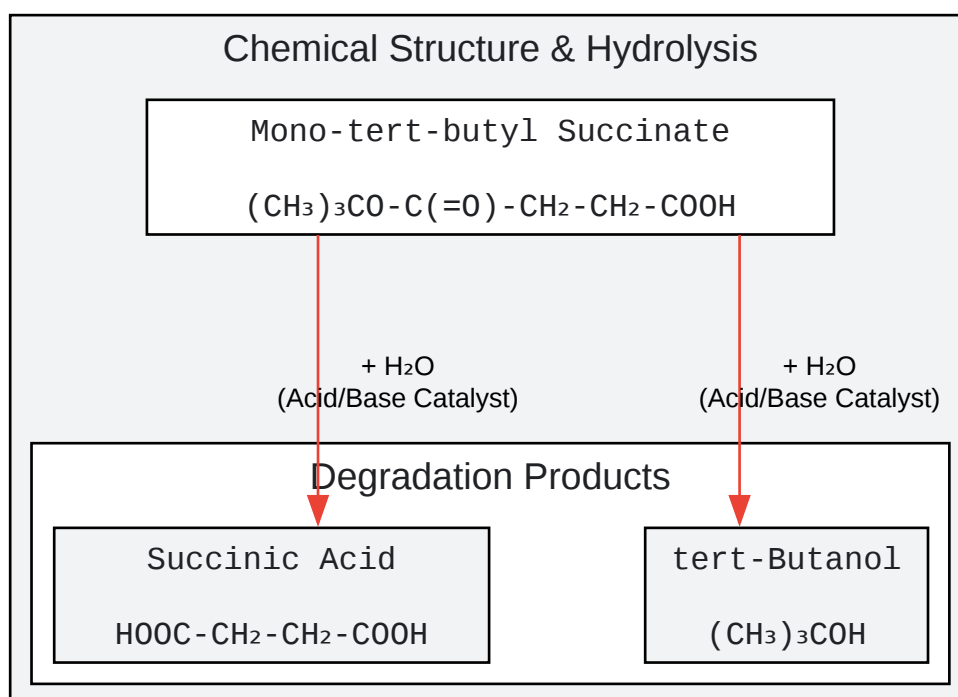 Chemical Structure & Hydrolysis
Mono-tert-butyl Succinate
(CH₃)₃CO-C(=O)-CH₂-CH₂-COOH
+ H₂O
(Acid/Base Catalyst)
+ H₂O
(Acid/Base Catalyst)
Degradation Products
Succinic Acid
HOOC-CH₂-CH₂-COOH
tert-Butanol
(CH₃)₃COH